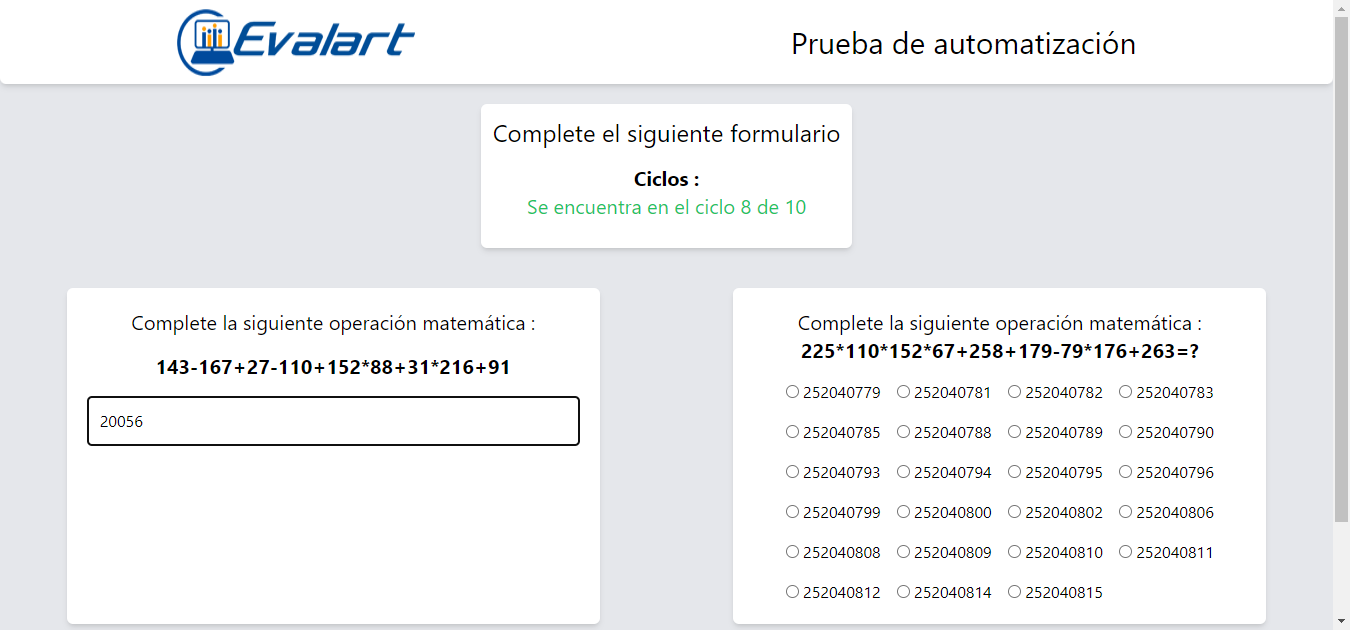 Evalart
Prueba de automatización
Complete el siguiente formulario
Ciclos :
Se encuentra en el ciclo 8 de 10
Complete la siguiente operación matemática :
143-167+27-110+152*88+31*216+91
20056
Complete la siguiente operación matemática :
225*110*152*67+258+179-79*176+263=?
252040779 252040781 252040782 252040783
252040785 252040788 252040789 252040790
252040793 252040794 252040795 252040796
252040799 252040800 252040802 252040806
252040808 252040809 252040810 252040811
252040812 252040814 252040815